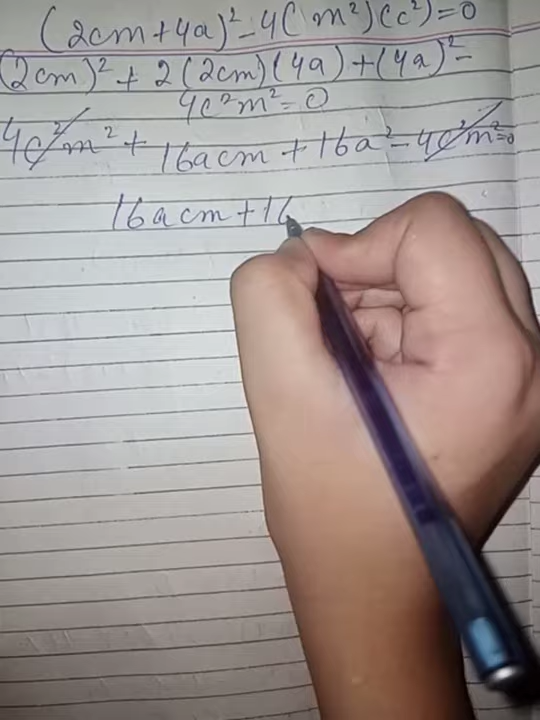 (2cm+4a)²-4(m²)(c²)=0
(2cm)²+2(2cm)(4a)+(4a)²-
4c²m²=0
4c²m²+16acm+16a²-4c²m²=0
16acm+16